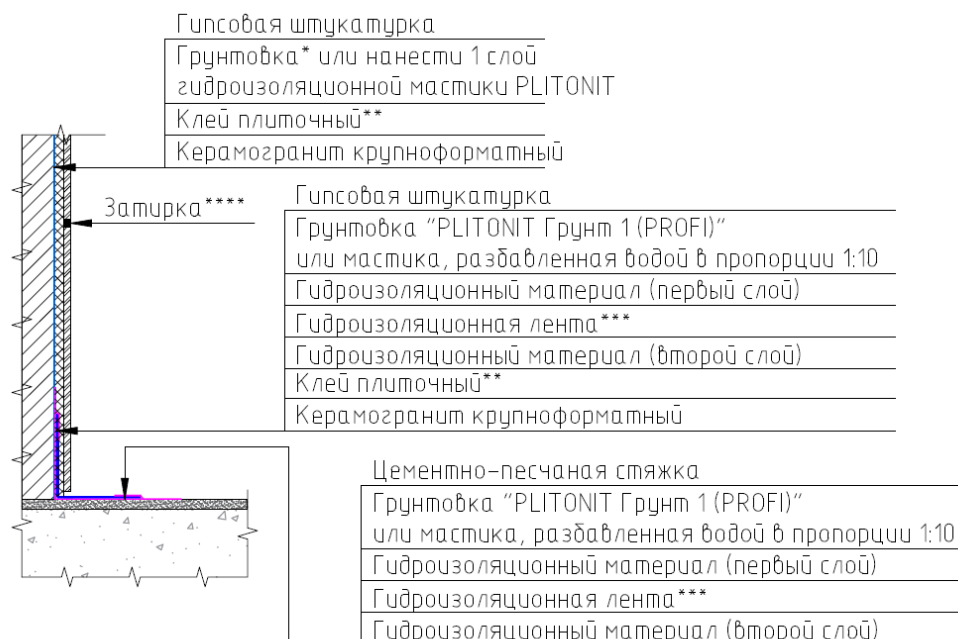 Гипсовая штукатурка
Грунтовка* или нанести 1 слой
гидроизоляционной мастики PLITONIT
Клей плиточный**
Керамогранит крупноформатный
Затирка****
Гипсовая штукатурка
Грунтовка "PLITONIT Грунт 1 (PROFI)"
или мастика, разбавленная водой в пропорции 1:10
Гидроизоляционный материал (первый слой)
Гидроизоляционная лента***
Гидроизоляционный материал (второй слой)
Клей плиточный**
Керамогранит крупноформатный
Цементно-песчаная стяжка
Грунтовка "PLITONIT Грунт 1 (PROFI)"
или мастика, разбавленная водой в пропорции 1:10
Гидроизоляционный материал (первый слой)
Гидроизоляционная лента***
Гидроизоляционный материал (второй слой)